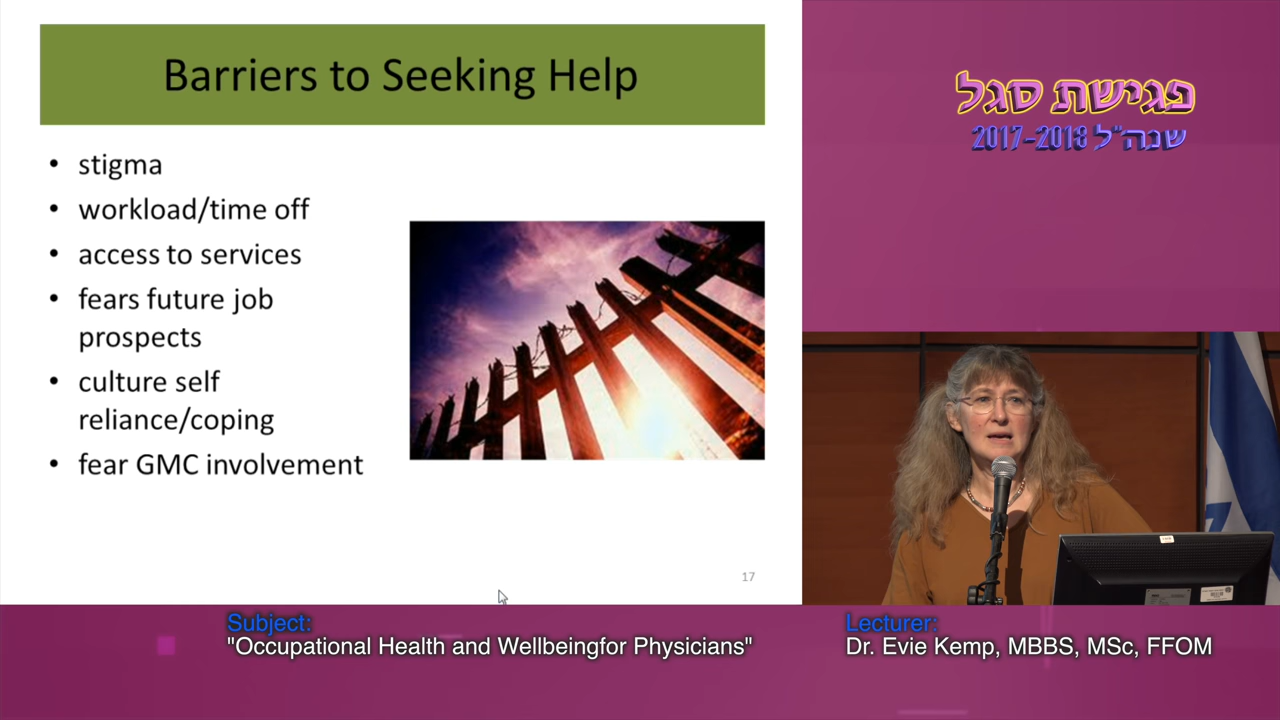 Barriers to Seeking Help
• stigma
• workload/time off
• access to services
• fears future job
prospects
• culture self
reliance/coping
• fear GMC involvement
17
פגישת סגל
שנה"ל 2017-2018
Subject:
"Occupational Health and Wellbeingfor Physicians"
Lecturer:
Dr. Evie Kemp, MBBS, MSc, FFOM